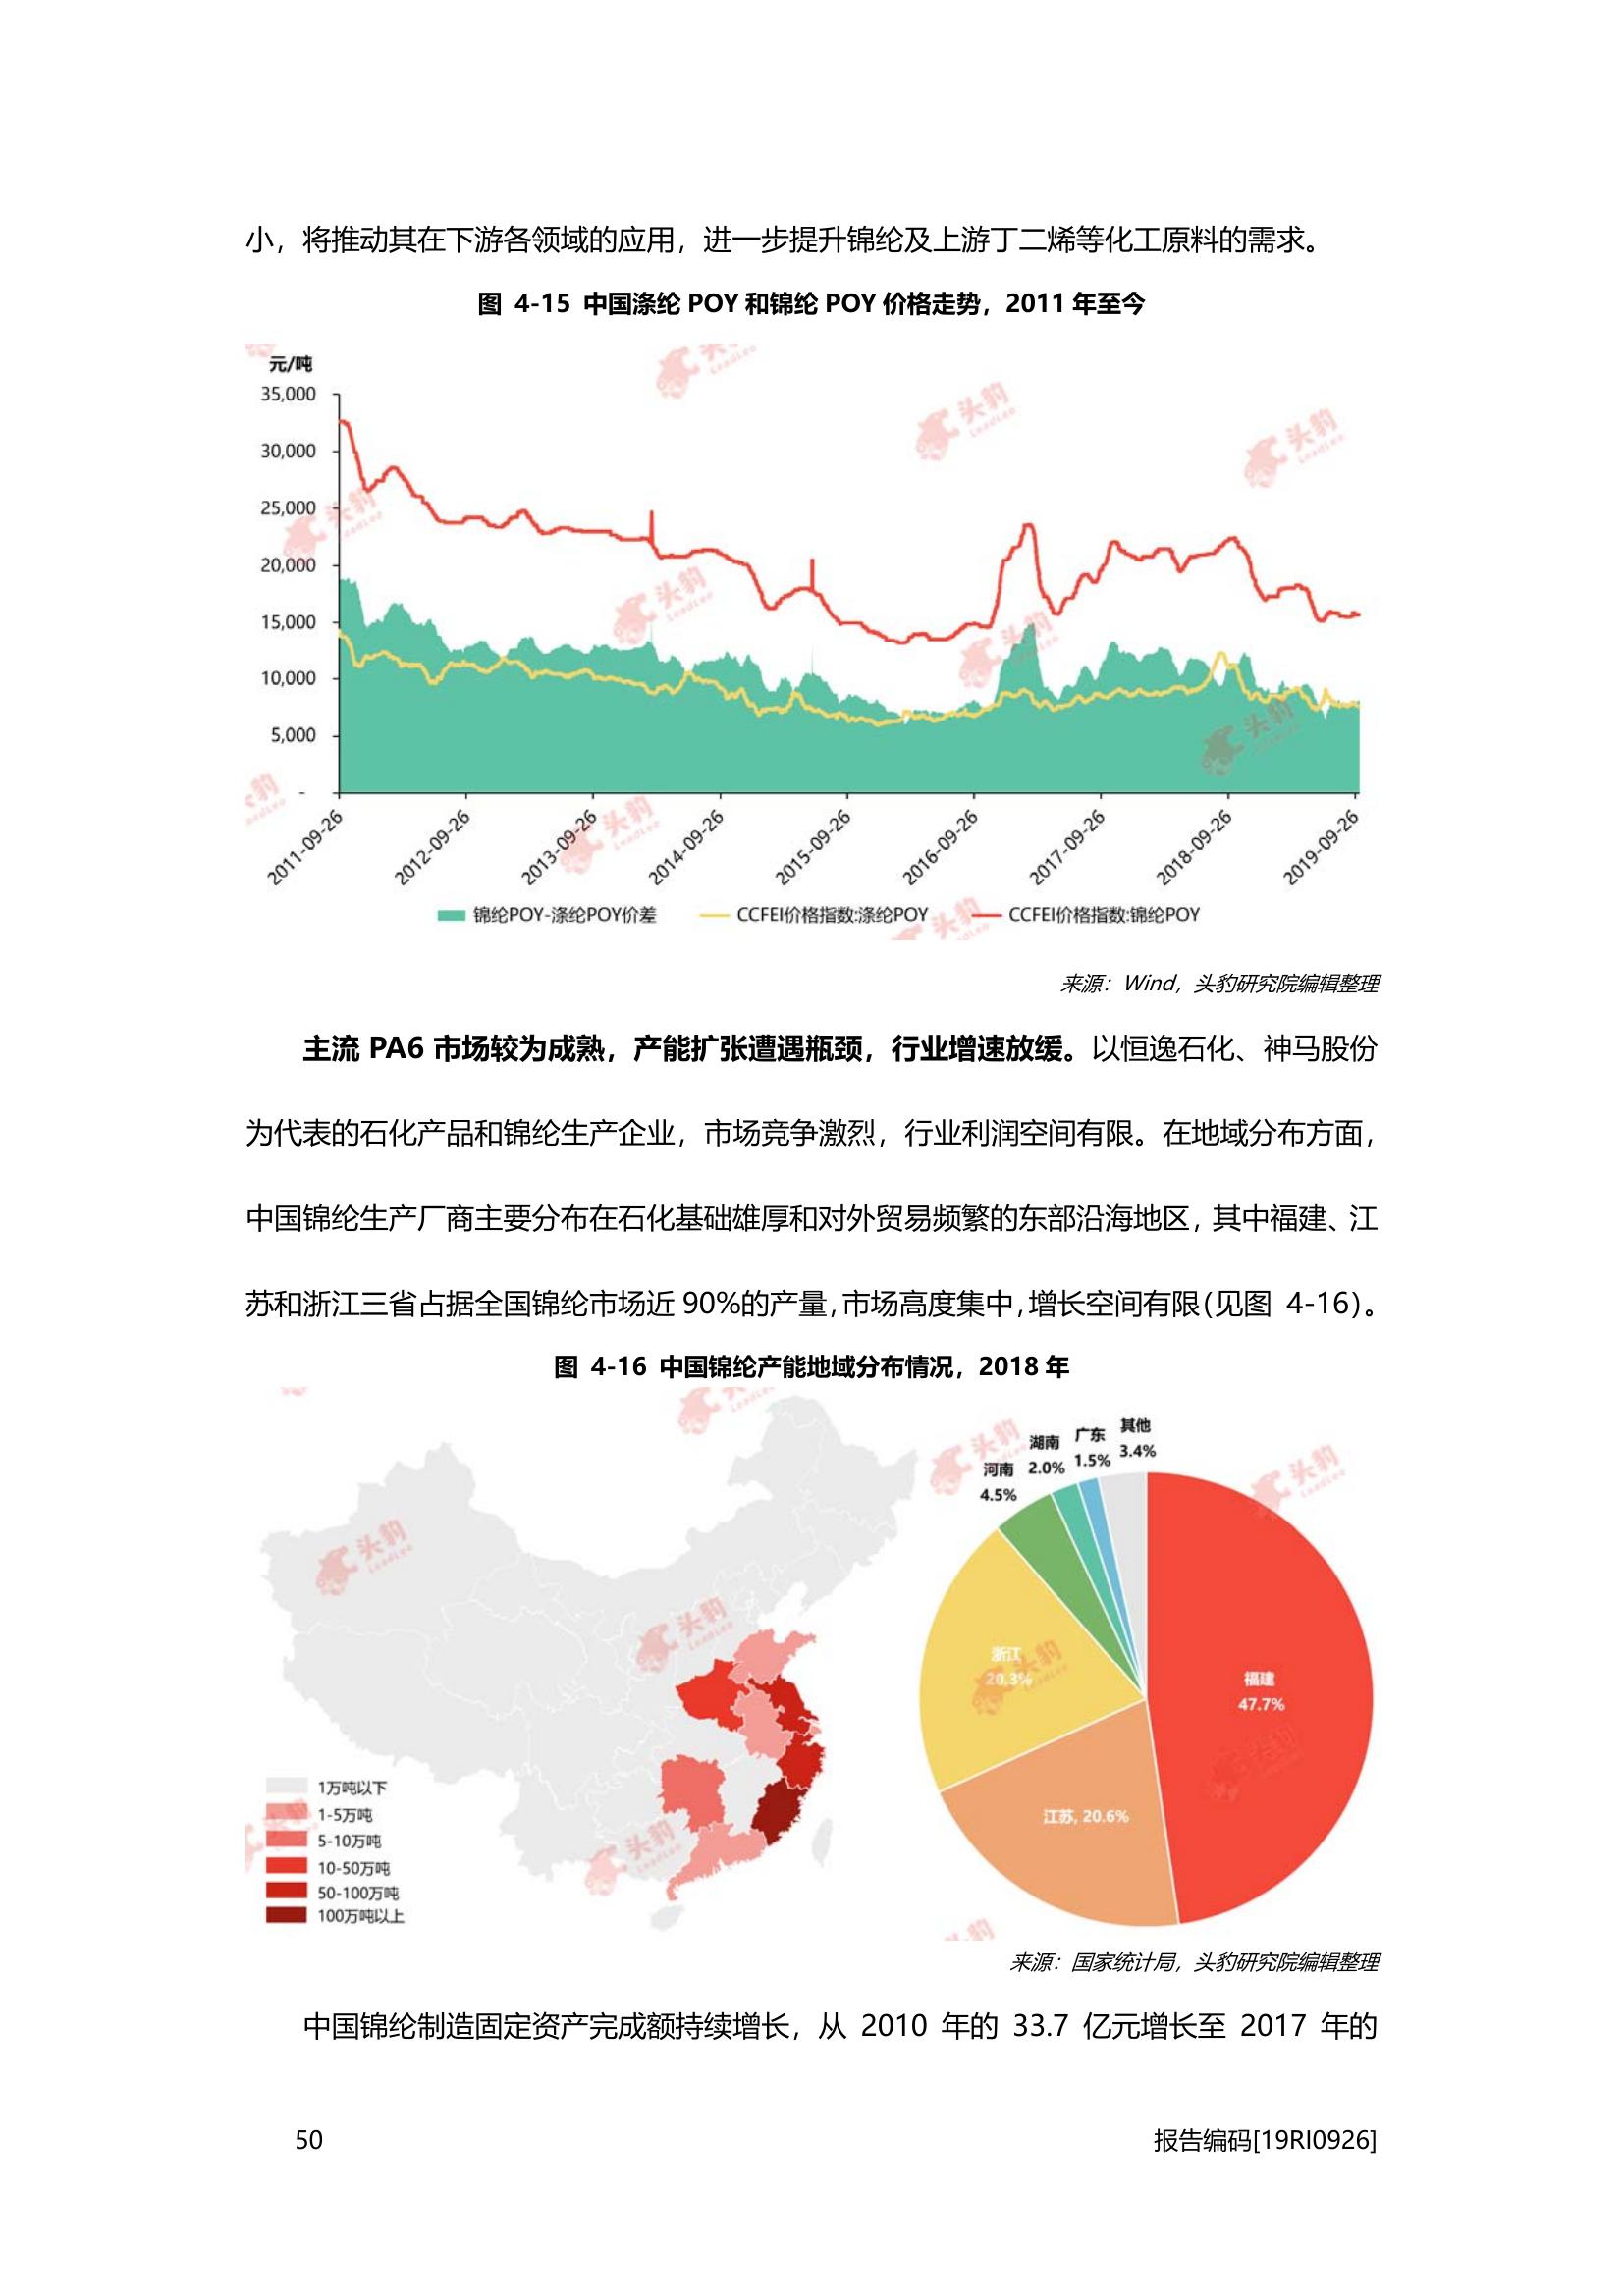 小，将推动其在下游各领域的应用，进一步提升锦纶及上游丁二烯等化工原料的需求。
图 4-15 中国涤纶 POY 和锦纶 POY 价格走势，2011 年至今
元/吨
35,000
30,000
25,000
20,000
15,000
10,000
5,000
-
2011-09-26
2012-09-26
2013-09-26
2014-09-26
2015-09-26
2016-09-26
2017-09-26
2018-09-26
2019-09-26
锦纶POY-涤纶POY价差
CCFEI价格指数:涤纶POY
CCFEI价格指数:锦纶POY
头豹
LeadLeo
来源：Wind，头豹研究院编辑整理
主流 PA6 市场较为成熟，产能扩张遭遇瓶颈，行业增速放缓。以恒逸石化、神马股份
为代表的石化产品和锦纶生产企业，市场竞争激烈，行业利润空间有限。在地域分布方面，
中国锦纶生产厂商主要分布在石化基础雄厚和对外贸易频繁的东部沿海地区，其中福建、江
苏和浙江三省占据全国锦纶市场近 90%的产量，市场高度集中，增长空间有限（见图 4-16）。
图 4-16 中国锦纶产能地域分布情况，2018 年
1万吨以下
1-5万吨
5-10万吨
10-50万吨
50-100万吨
100万吨以上
河南
4.5%
湖南
2.0%
广东
1.5%
其他
3.4%
浙江
20.3%
福建
47.7%
江苏, 20.6%
头豹
LeadLeo
来源：国家统计局，头豹研究院编辑整理
中国锦纶制造固定资产完成额持续增长，从 2010 年的 33.7 亿元增长至 2017 年的
50
报告编码[19RI0926]